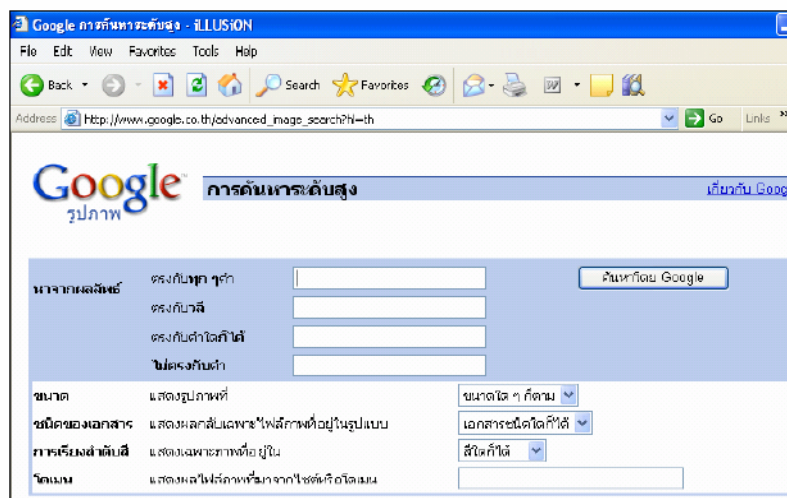 Google การค้นหาระดับสูง - iLLUSiON
File Edit View Favorites Tools Help
Back Search Favorites
Address http://www.google.co.th/advanced_image_search?hl=th Go Links
Google การค้นหาระดับสูง เกี่ยวกับ Goog
รูปภาพ
หาจากผลลัพธ์ ตรงกับทุก ๆคำ ค้นหาโดย Google
ตรงกับวลี
ตรงกับคำใดก็ได้
ไม่ตรงกับคำ
ขนาด แสดงรูปภาพที่ ขนาดใด ๆ ก็ตาม
ชนิดของเอกสาร แสดงผลกลับเฉพาะไฟล์ภาพที่อยู่ในรูปแบบ เอกสารชนิดใดก็ได้
การเรียงลำดับสี แสดงเฉพาะภาพที่อยู่ใน สีใดก็ได้
โดเมน แสดงผลไฟล์ภาพที่มาจากไซต์หรือโดเมน